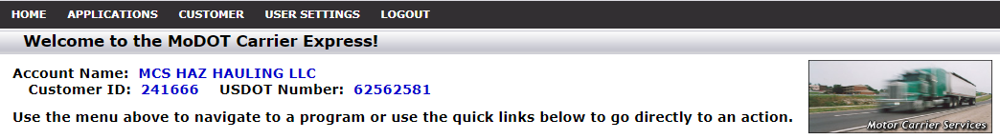 HOME APPLICATIONS CUSTOMER USER SETTINGS LOGOUT
Welcome to the MoDOT Carrier Express!
Account Name: MCS HAZ HAULING LLC
Customer ID: 241666 USDOT Number: 62562581
Use the menu above to navigate to a program or use the quick links below to go directly to an action.
Motor Carrier Services